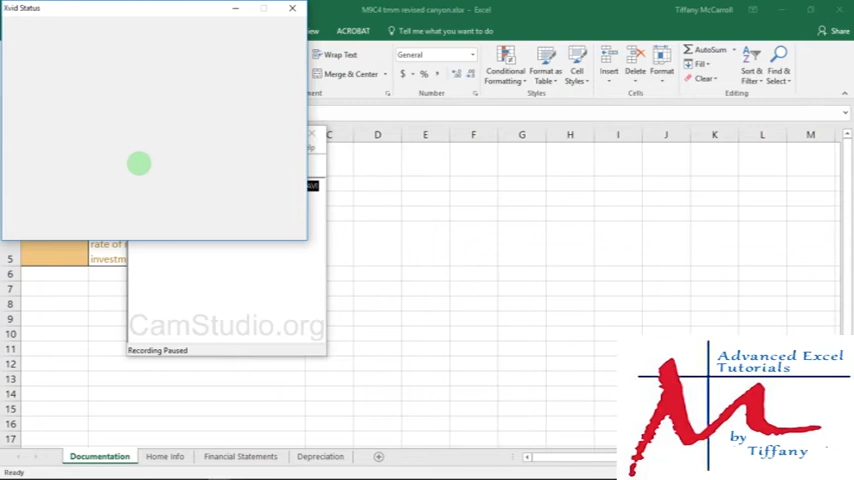 Xvid Status
M9C4 tmm revised canyon.xlsx - Excel
Tiffany McCarroll
view
ACROBAT
Tell me what you want to do
Share
Wrap Text
General
AutoSum
Merge & Center
$ % ,
Conditional
Formatting
Format as
Table
Cell
Styles
Insert
Delete
Format
Fill
Clear
Sort &
Filter
Find &
Select
Number
Styles
Cells
Editing
C D E F G H I J K L M
AVI
rate of
5 investm
6
7
8
9
10
11
12
13
14
15
16
17
CamStudio.org
Recording Paused
Advanced Excel
Tutorials
by
Tiffany
Documentation
Home Info
Financial Statements
Depreciation
Ready